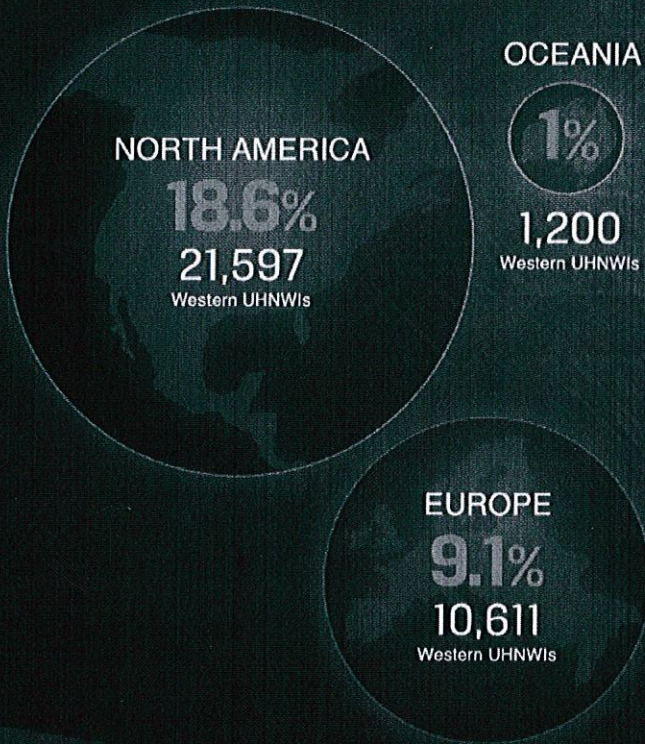 NORTH AMERICA
18.6%
21,597
Western UHNWIs
OCEANIA
1%
1,200
Western UHNWIs
EUROPE
9.1%
10,611
Western UHNWIs